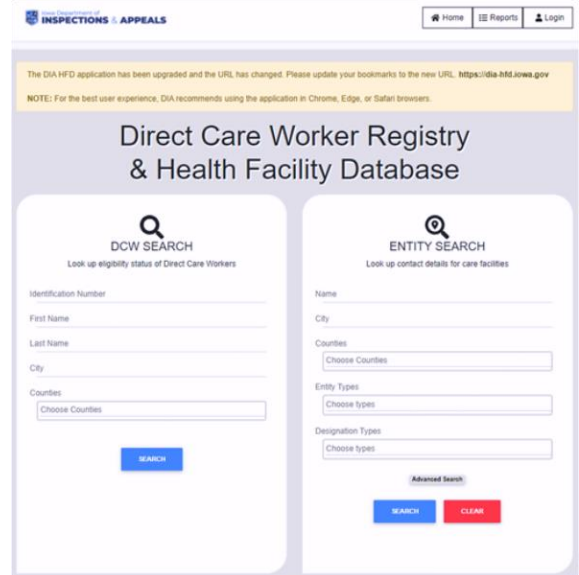 Iowa Department of
INSPECTIONS & APPEALS
Home
Reports
Login
The DIA HFD application has been upgraded and the URL has changed. Please update your bookmarks to the new URL. https://dia-hfd.iowa.gov
NOTE: For the best user experience, DIA recommends using the application in Chrome, Edge, or Safari browsers.
Direct Care Worker Registry
& Health Facility Database
DCW SEARCH
Look up eligibility status of Direct Care Workers
Identification Number
First Name
Last Name
City
Counties
Choose Counties
SEARCH
ENTITY SEARCH
Look up contact details for care facilities
Name
City
Counties
Choose Counties
Entity Types
Choose types
Designation Types
Choose types
Advanced Search
SEARCH
CLEAR